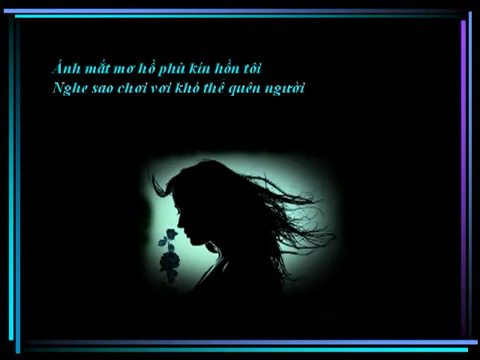 Ánh mắt mơ hồ phủ kín hồn tôi
Nghe sao chơi vơi khó thể quên người